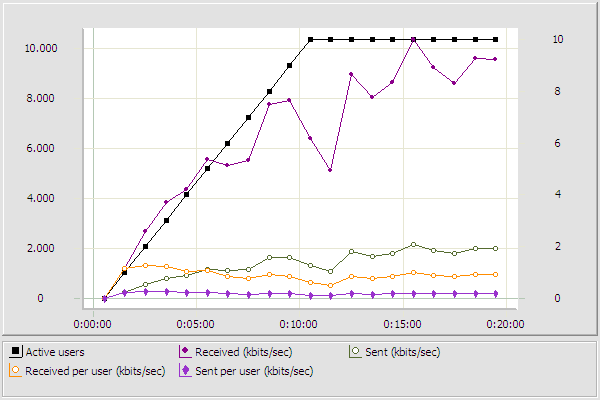 10.000 10
8.000 8
6.000 6
4.000 4
2.000 2
0 0
0:00:00 0:05:00 0:10:00 0:15:00 0:20:00
Active users Received (kbits/sec) Sent (kbits/sec)
Received per user (kbits/sec) Sent per user (kbits/sec)